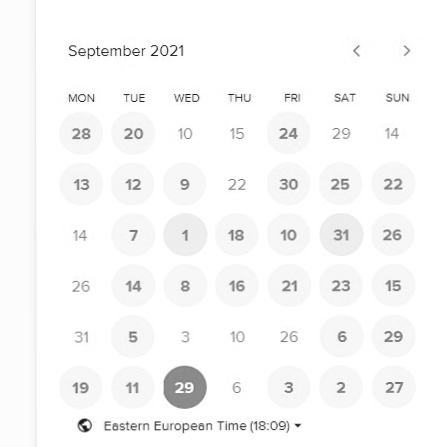 September 2021
MON TUE WED THU FRI SAT SUN
28 20 10 15 24 29 14
13 12 9 22 30 25 22
14 7 1 18 10 31 26
26 14 8 16 21 23 15
31 5 3 10 26 6 29
19 11 29 6 3 2 27
Eastern European Time (18:09)